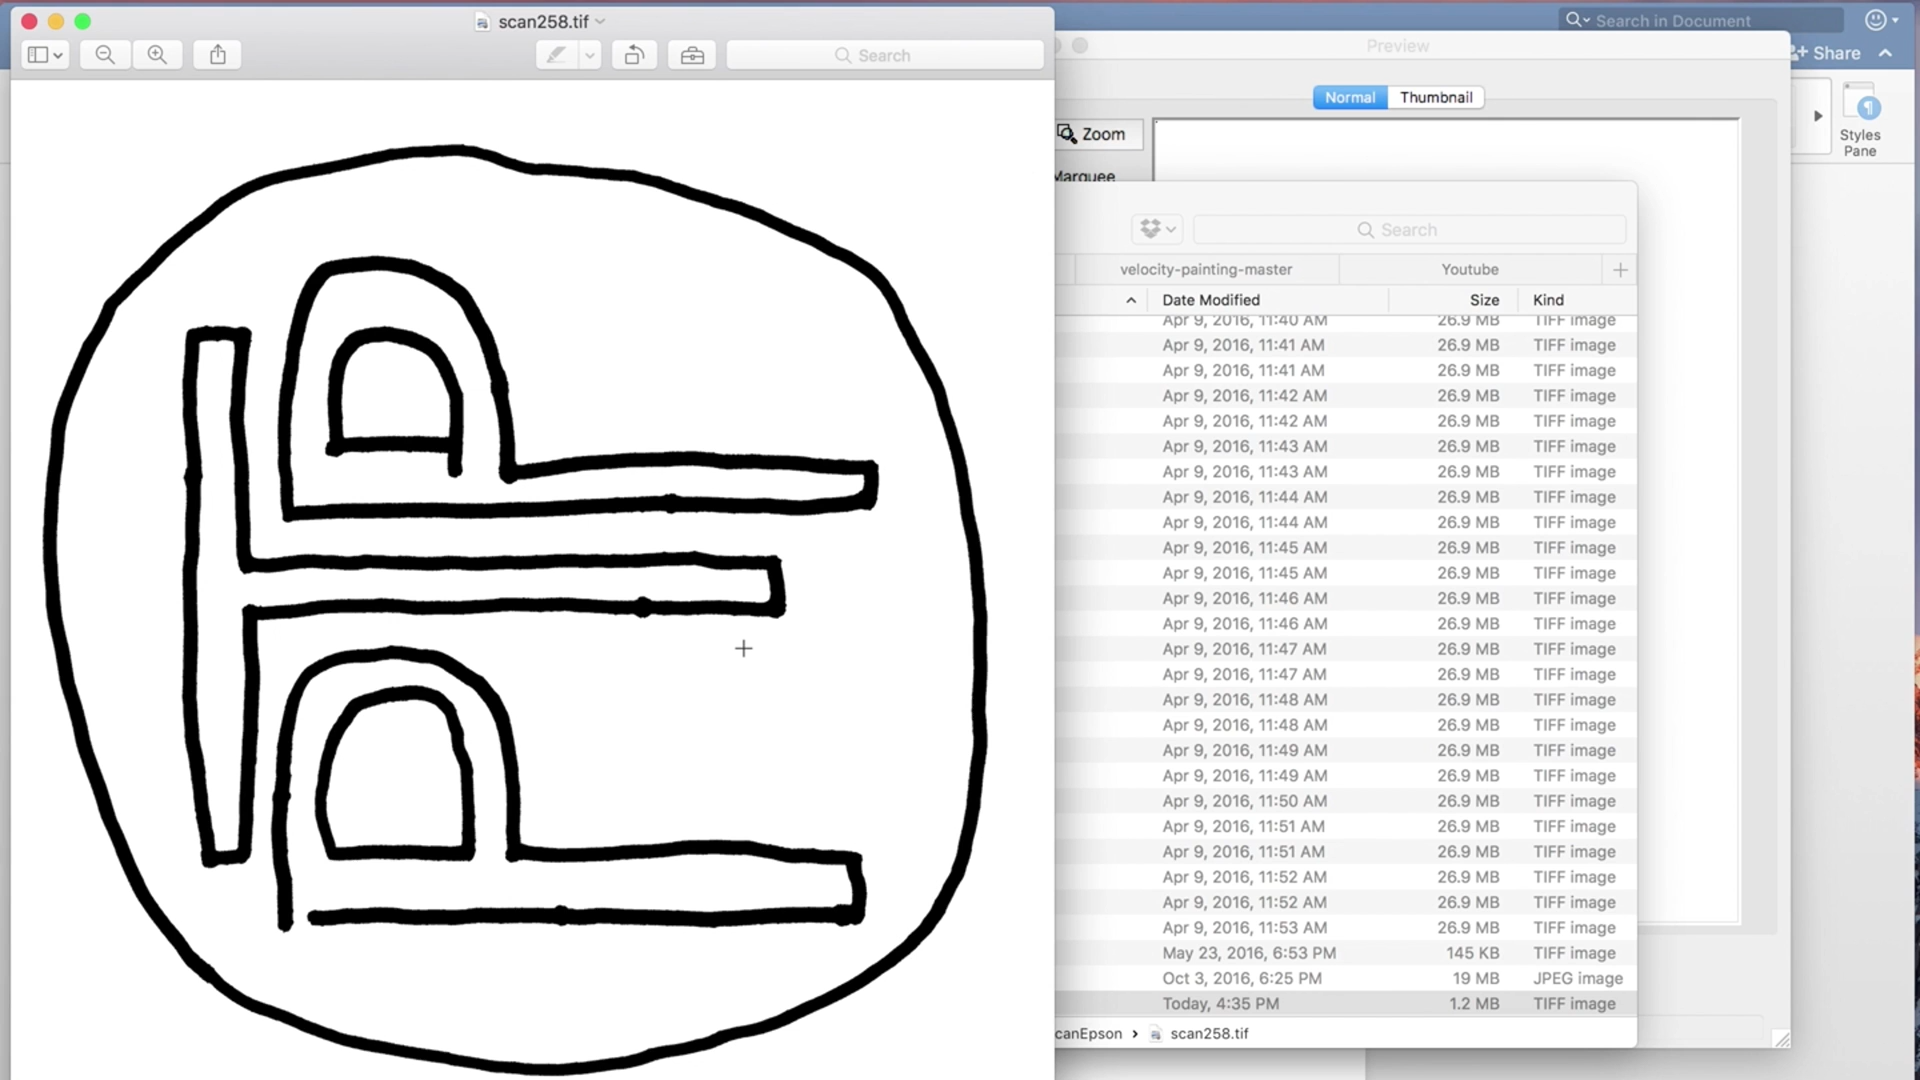 scan258.tif
Search in Document
Search
Preview
Share
Normal
Thumbnail
Zoom
Styles
Pane
Marquee
Search
velocity-painting-master
Youtube
Date Modified
Size
Kind
Apr 9, 2016, 11:40 AM 26.9 MB TIFF image
Apr 9, 2016, 11:41 AM 26.9 MB TIFF image
Apr 9, 2016, 11:41 AM 26.9 MB TIFF image
Apr 9, 2016, 11:42 AM 26.9 MB TIFF image
Apr 9, 2016, 11:42 AM 26.9 MB TIFF image
Apr 9, 2016, 11:43 AM 26.9 MB TIFF image
Apr 9, 2016, 11:43 AM 26.9 MB TIFF image
Apr 9, 2016, 11:44 AM 26.9 MB TIFF image
Apr 9, 2016, 11:44 AM 26.9 MB TIFF image
Apr 9, 2016, 11:45 AM 26.9 MB TIFF image
Apr 9, 2016, 11:45 AM 26.9 MB TIFF image
Apr 9, 2016, 11:46 AM 26.9 MB TIFF image
Apr 9, 2016, 11:46 AM 26.9 MB TIFF image
Apr 9, 2016, 11:47 AM 26.9 MB TIFF image
Apr 9, 2016, 11:47 AM 26.9 MB TIFF image
Apr 9, 2016, 11:48 AM 26.9 MB TIFF image
Apr 9, 2016, 11:48 AM 26.9 MB TIFF image
Apr 9, 2016, 11:49 AM 26.9 MB TIFF image
Apr 9, 2016, 11:49 AM 26.9 MB TIFF image
Apr 9, 2016, 11:50 AM 26.9 MB TIFF image
Apr 9, 2016, 11:51 AM 26.9 MB TIFF image
Apr 9, 2016, 11:51 AM 26.9 MB TIFF image
Apr 9, 2016, 11:52 AM 26.9 MB TIFF image
Apr 9, 2016, 11:52 AM 26.9 MB TIFF image
Apr 9, 2016, 11:53 AM 26.9 MB TIFF image
May 23, 2016, 6:53 PM 145 KB TIFF image
Oct 3, 2016, 6:25 PM 19 MB JPEG image
Today, 4:35 PM 1.2 MB TIFF image
canEpson › scan258.tif